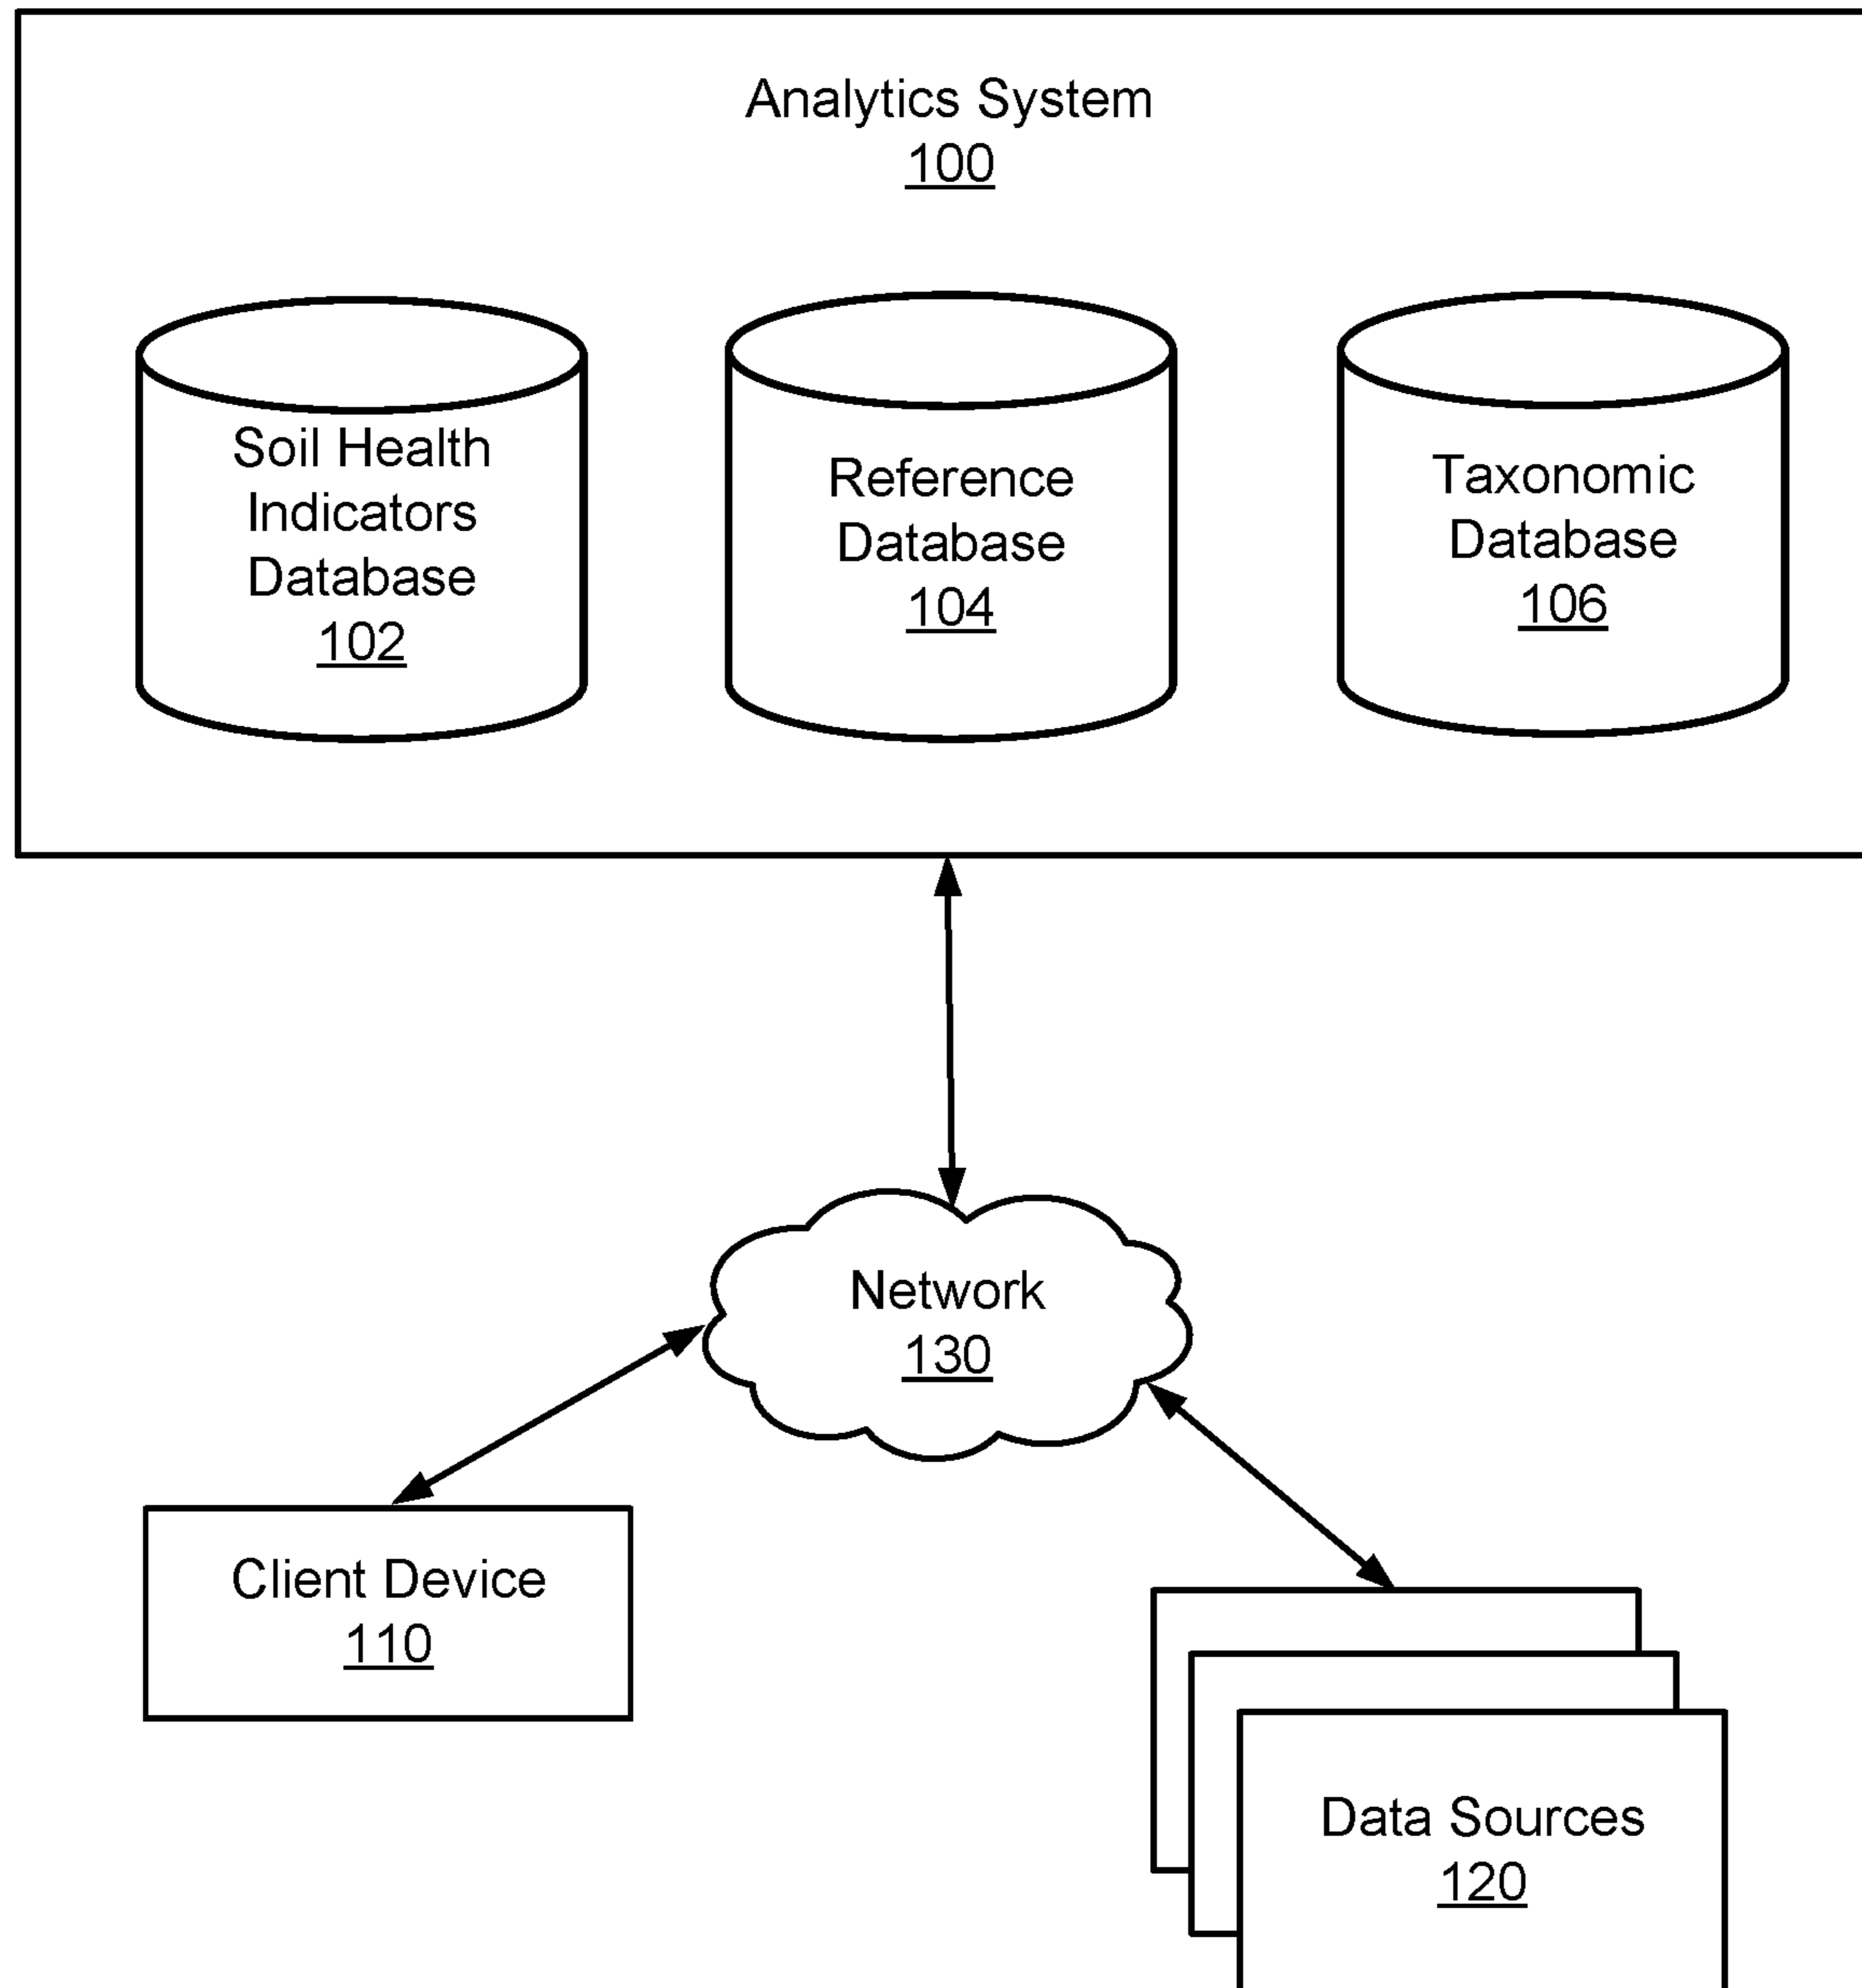 Analytics System
100
Soil Health
Indicators
Database
102
Reference
Database
104
Taxonomic
Database
106
Network
130
Client Device
110
Data Sources
120